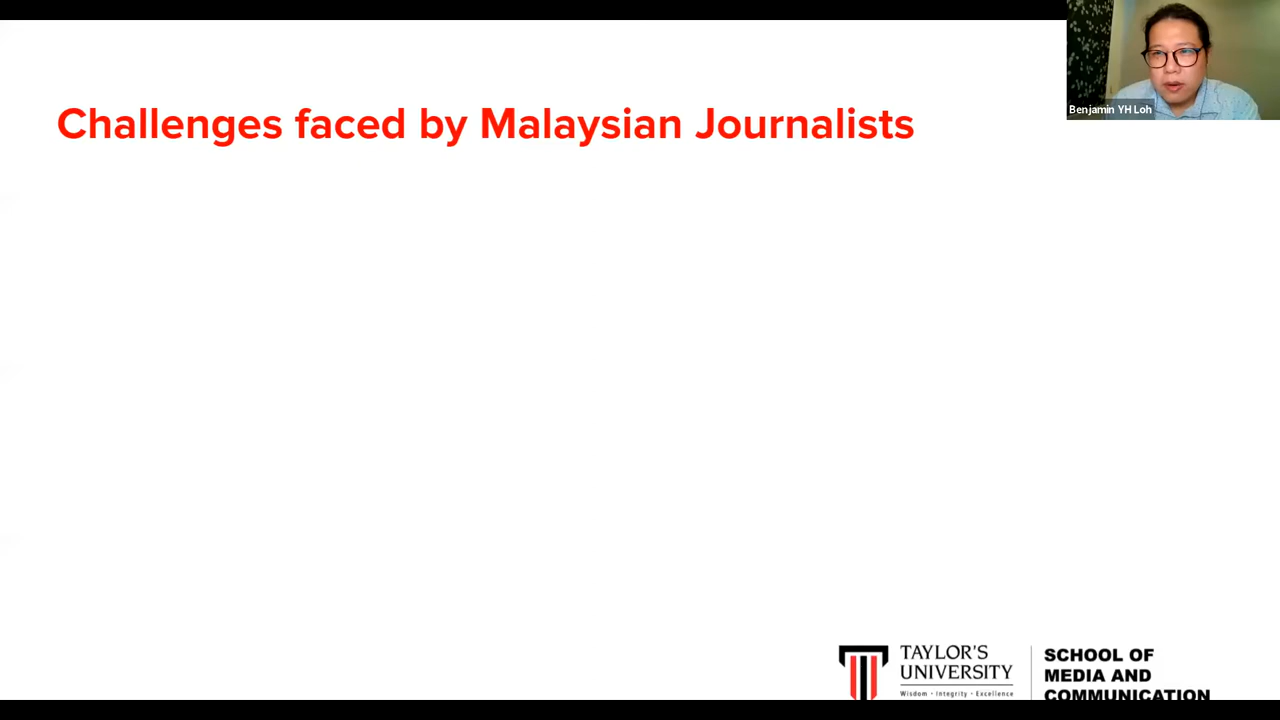 Challenges faced by Malaysian Journalists
Benjamin YH Loh
TAYLOR'S
UNIVERSITY
Wisdom · Integrity · Excellence
SCHOOL OF
MEDIA AND
COMMUNICATION